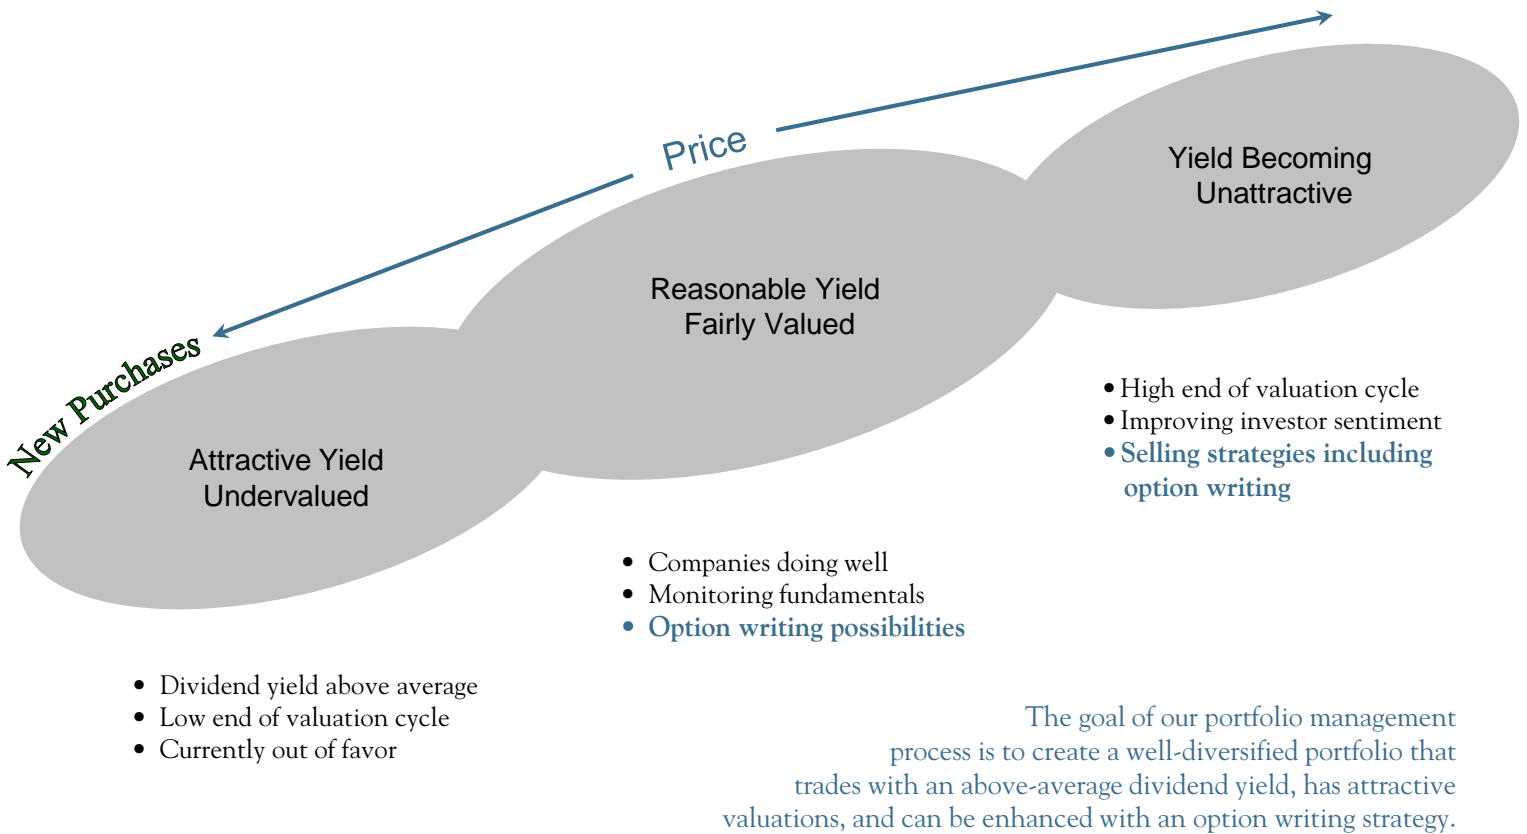 Price
Yield Becoming
Unattractive
Reasonable Yield
Fairly Valued
New Purchases
Attractive Yield
Undervalued
• High end of valuation cycle
• Improving investor sentiment
• Selling strategies including
option writing
• Companies doing well
• Monitoring fundamentals
• Option writing possibilities
• Dividend yield above average
• Low end of valuation cycle
• Currently out of favor
The goal of our portfolio management
process is to create a well-diversified portfolio that
trades with an above-average dividend yield, has attractive
valuations, and can be enhanced with an option writing strategy.